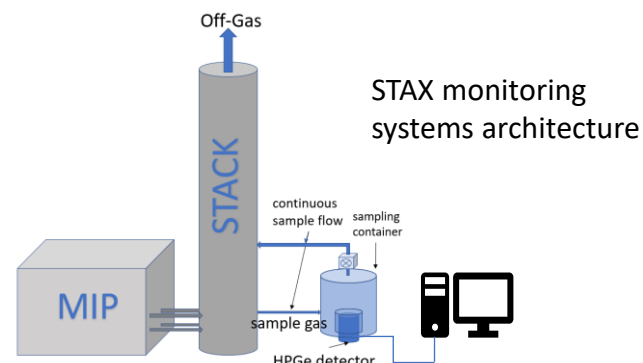 Off-Gas
STAX monitoring
systems architecture
STACK
continuous
sample flow
sampling
container
MIP
sample gas
HPGe detector